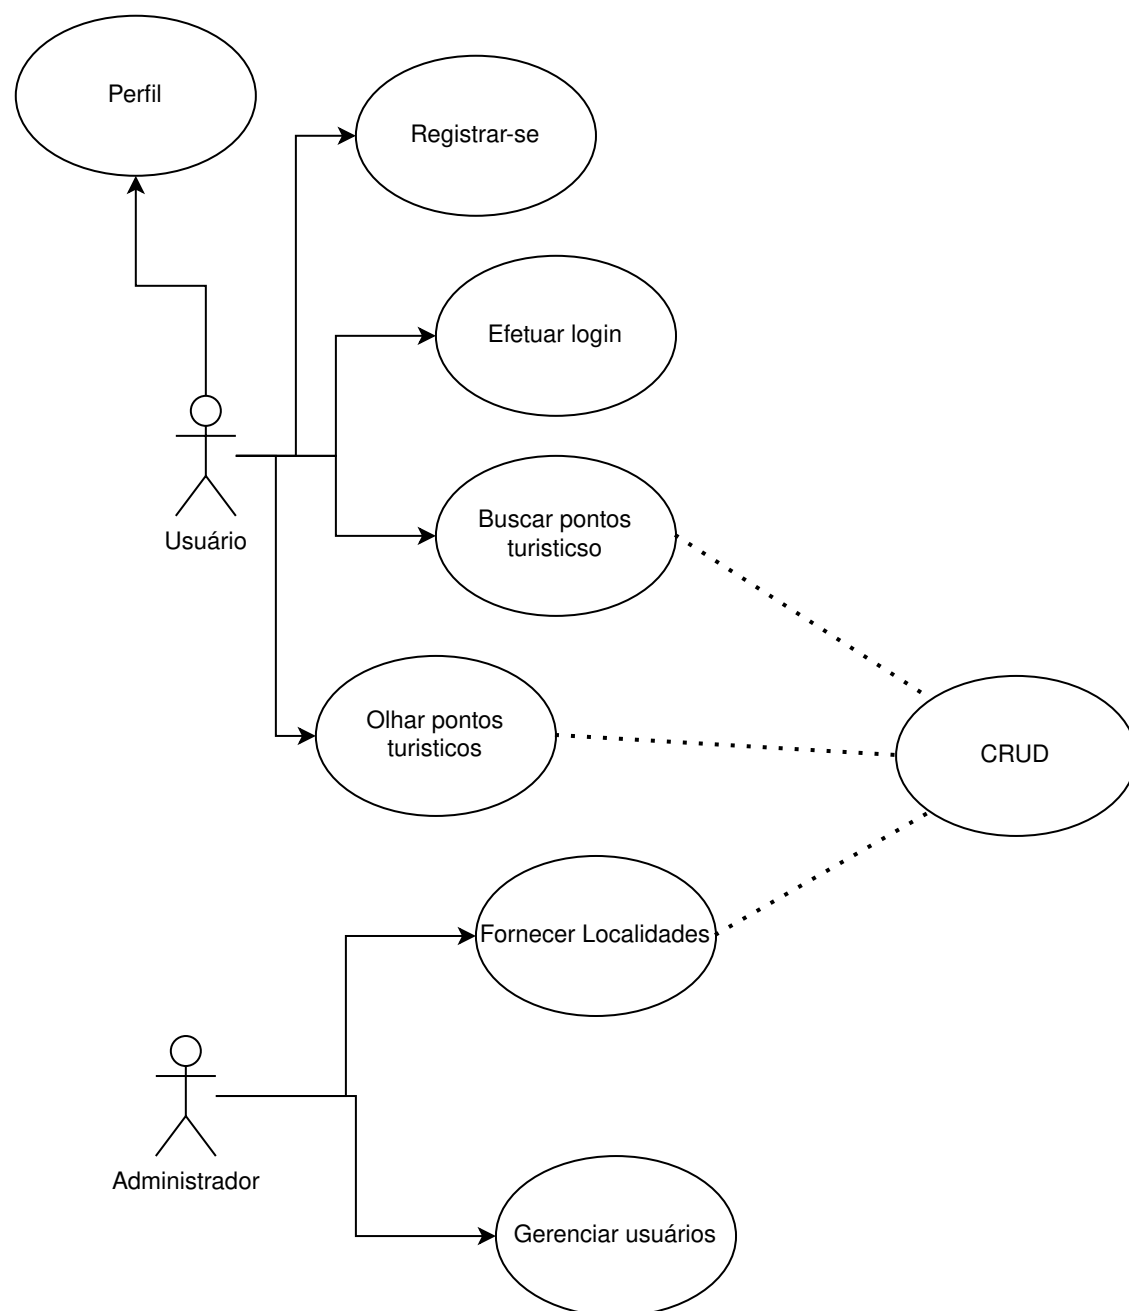 Perfil
Registrar-se
Efetuar login
Usuário
Buscar pontos
turisticso
Olhar pontos
turisticos
CRUD
Fornecer Localidades
Administrador
Gerenciar usuários